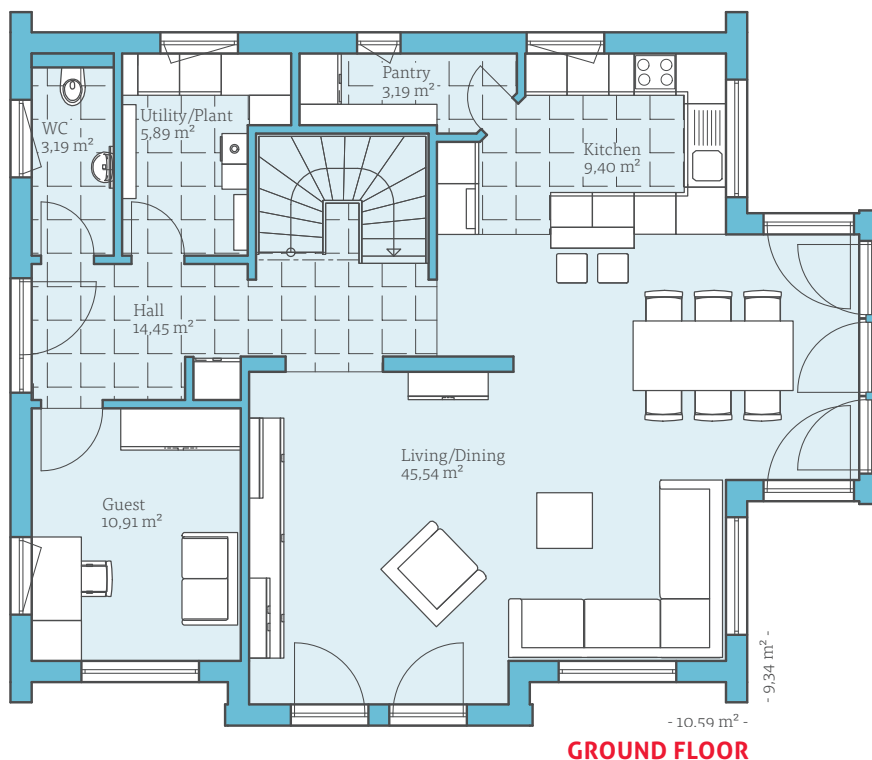 Pantry
3,19 m²
Utility/Plant
5,89 m²
WC
3,19 m²
Kitchen
9,40 m²
Hall
14,45 m²
Living/Dining
45,54 m²
Guest
10,91 m²
- 9,34 m² -
- 10,59 m² -
GROUND FLOOR